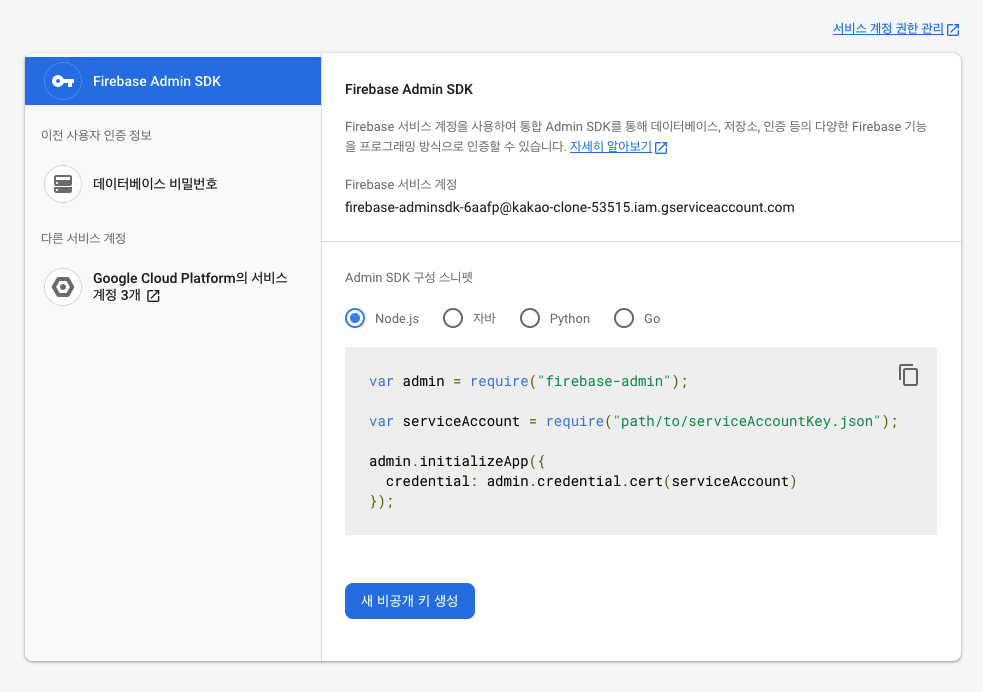 서비스 계정 권한 관리
Firebase Admin SDK
이전 사용자 인증 정보
데이터베이스 비밀번호
다른 서비스 계정
Google Cloud Platform의 서비스
계정 3개
Firebase Admin SDK
Firebase 서비스 계정을 사용하여 통합 Admin SDK를 통해 데이터베이스, 저장소, 인증 등의 다양한 Firebase 기능
을 프로그래밍 방식으로 인증할 수 있습니다. 자세히 알아보기
Firebase 서비스 계정
firebase-adminsdk-6aafp@kakao-clone-53515.iam.gserviceaccount.com
Admin SDK 구성 스니펫
Node.js 자바 Python Go
var admin = require("firebase-admin");
var serviceAccount = require("path/to/serviceAccountKey.json");
admin.initializeApp({
  credential: admin.credential.cert(serviceAccount)
});
새 비공개 키 생성